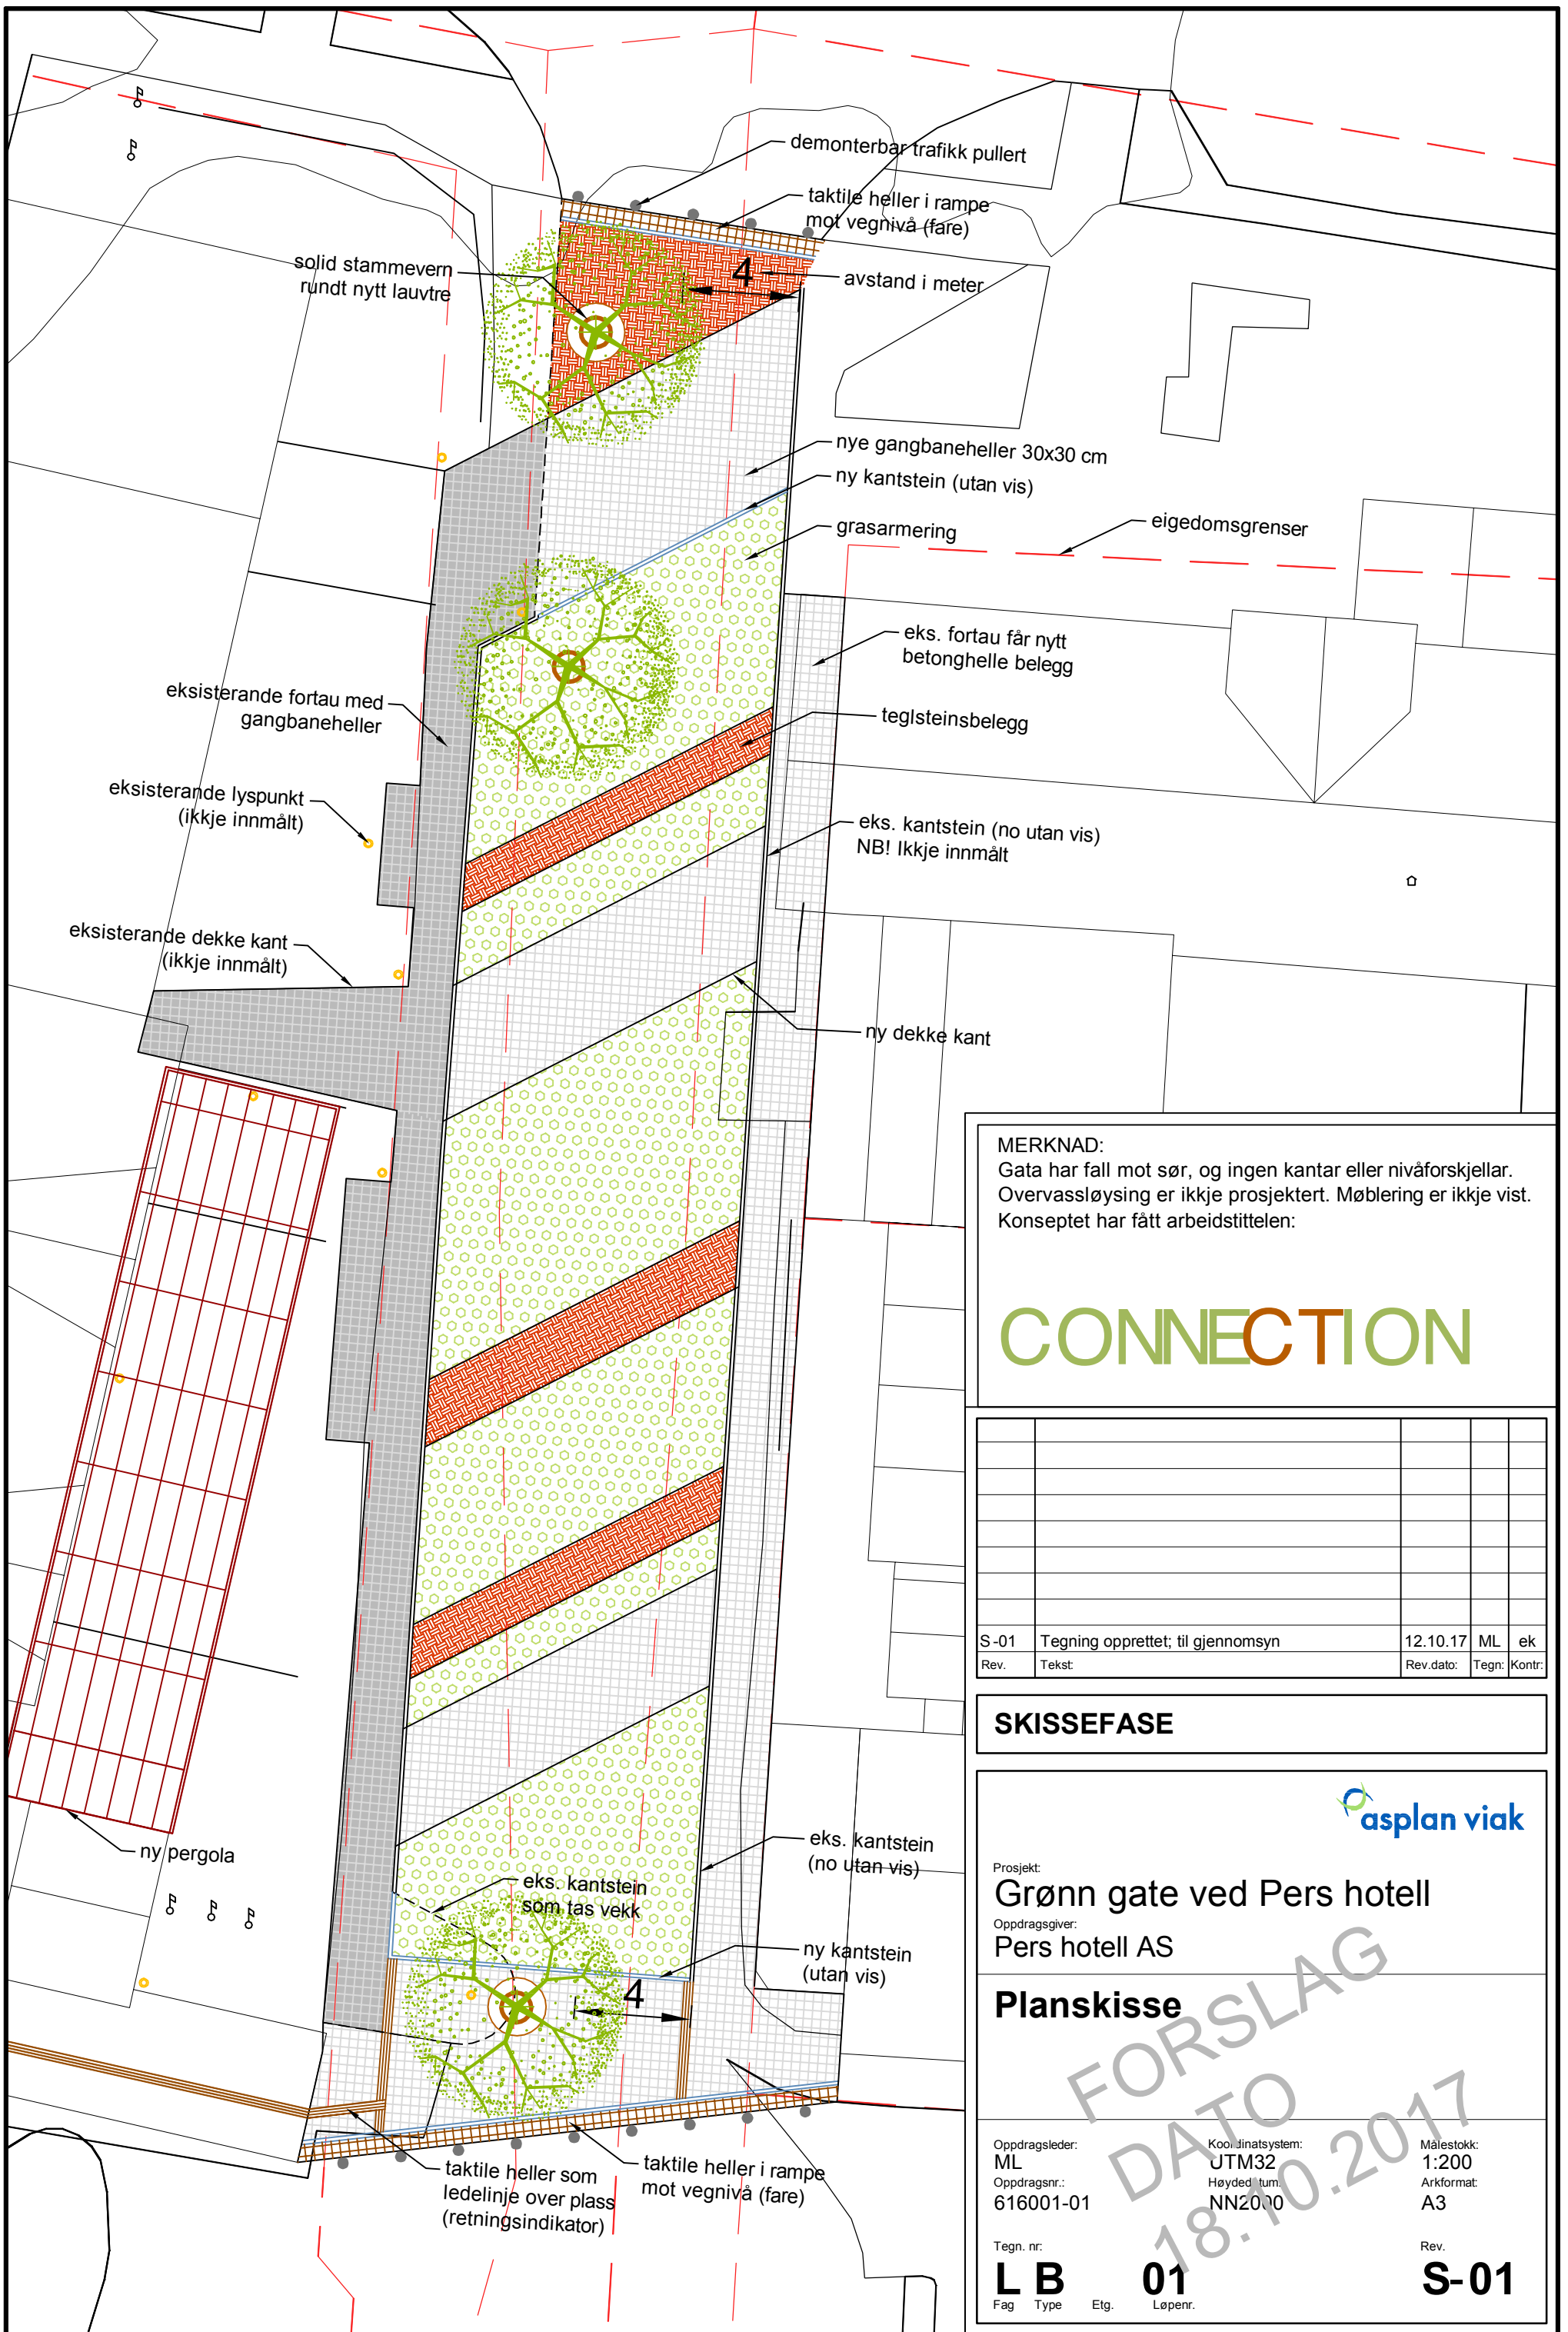 demonterbar trafikk pullert
taktile heller i rampe
mot vegnivå (fare)
solid stammevern
rundt nytt lauvtre
4
avstand i meter
nye gangbaneheller 30x30 cm
ny kantstein (utan vis)
grasarmering
eigedomsgrenser
eks. fortau får nytt
betonghelle belegg
eksisterande fortau med
gangbaneheller
teglsteinsbelegg
eksisterande lyspunkt
(ikkje innmålt)
eks. kantstein (no utan vis)
NB! Ikkje innmålt
eksisterande dekke kant
(ikkje innmålt)
ny dekke kant
ny pergola
eks. kantstein
(no utan vis)
eks. kantstein
som tas vekk
ny kantstein
(utan vis)
4
taktile heller som
ledelinje over plass
(retningsindikator)
taktile heller i rampe
mot vegnivå (fare)
MERKNAD:
Gata har fall mot sør, og ingen kantar eller nivåforskjellar.
Overvassløysing er ikkje prosjektert. Møblering er ikkje vist.
Konseptet har fått arbeidstittelen:
CONNECTION
S-01 Tegning opprettet; til gjennomsyn 12.10.17 ML ek
Rev. Tekst: Rev.dato: Tegn: Kontr:
SKISSEFASE
asplan viak
Prosjekt:
Grønn gate ved Pers hotell
Oppdragsgiver:
Pers hotell AS
Planskisse
FORSLAG
DATO
18.10.2017
Oppdragsleder: Koordinatsystem: Målestokk:
ML UTM32 1:200
Oppdragsnr.: Høydedatum: Arkformat:
616001-01 NN2000 A3
Tegn. nr: Rev.
L B 01 S-01
Fag Type Etg. Løpenr.